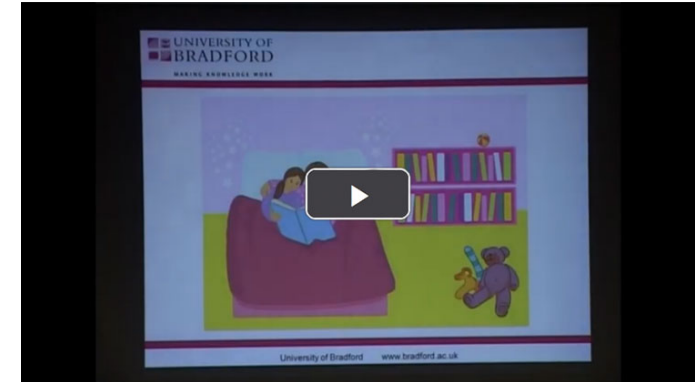 UNIVERSITY OF
BRADFORD
MAKING KNOWLEDGE WORK
University of Bradford www.bradford.ac.uk